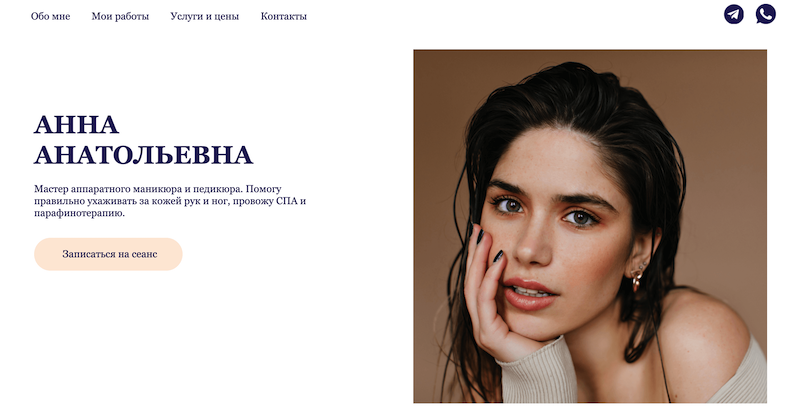 Обо мне Мои работы Услуги и цены Контакты
АННА
АНАТОЛЬЕВНА
Мастер аппаратного маникюра и педикюра. Помогу
правильно ухаживать за кожей рук и ног, провожу СПА и
парафинотерапию.
Записаться на сеанс